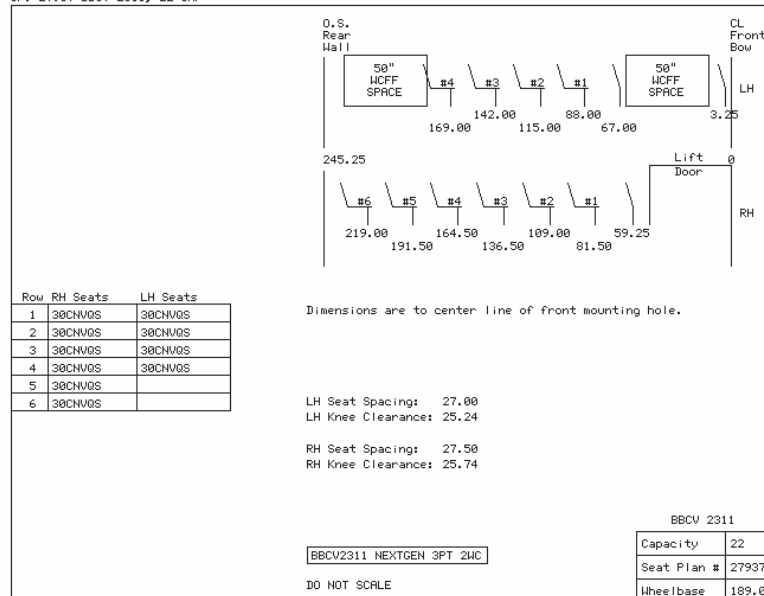 O.S.
Rear
Wall
CL
Front
Bow
50"
WCFF
SPACE
#4
#3
#2
#1
50"
WCFF
SPACE
LH
142.00
88.00
3.25
169.00
115.00
67.00
245.25
Lift
0
Door
#6
#5
#4
#3
#2
#1
RH
219.00
164.50
109.00
59.25
191.50
136.50
81.50
Row RH Seats LH Seats
1 30CNVQS 30CNVQS
2 30CNVQS 30CNVQS
3 30CNVQS 30CNVQS
4 30CNVQS 30CNVQS
5 30CNVQS
6 30CNVQS
Dimensions are to center line of front mounting hole.
LH Seat Spacing: 27.00
LH Knee Clearance: 25.24
RH Seat Spacing: 27.50
RH Knee Clearance: 25.74
BBCV2311 NEXTGEN 3PT 2WC
DO NOT SCALE
BBCV 2311
Capacity 22
Seat Plan # 27937
Wheelbase 189.0